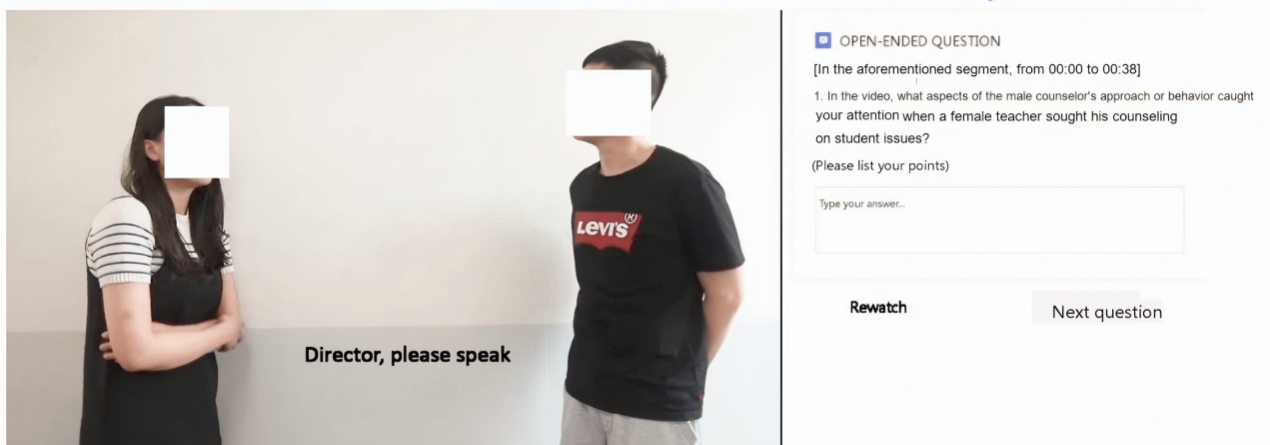 LEVI'S ®
Director, please speak
OPEN-ENDED QUESTION
[In the aforementioned segment, from 00:00 to 00:38]
1. In the video, what aspects of the male counselor's approach or behavior caught
your attention when a female teacher sought his counseling
on student issues?
(Please list your points)
Type your answer...
Rewatch
Next question